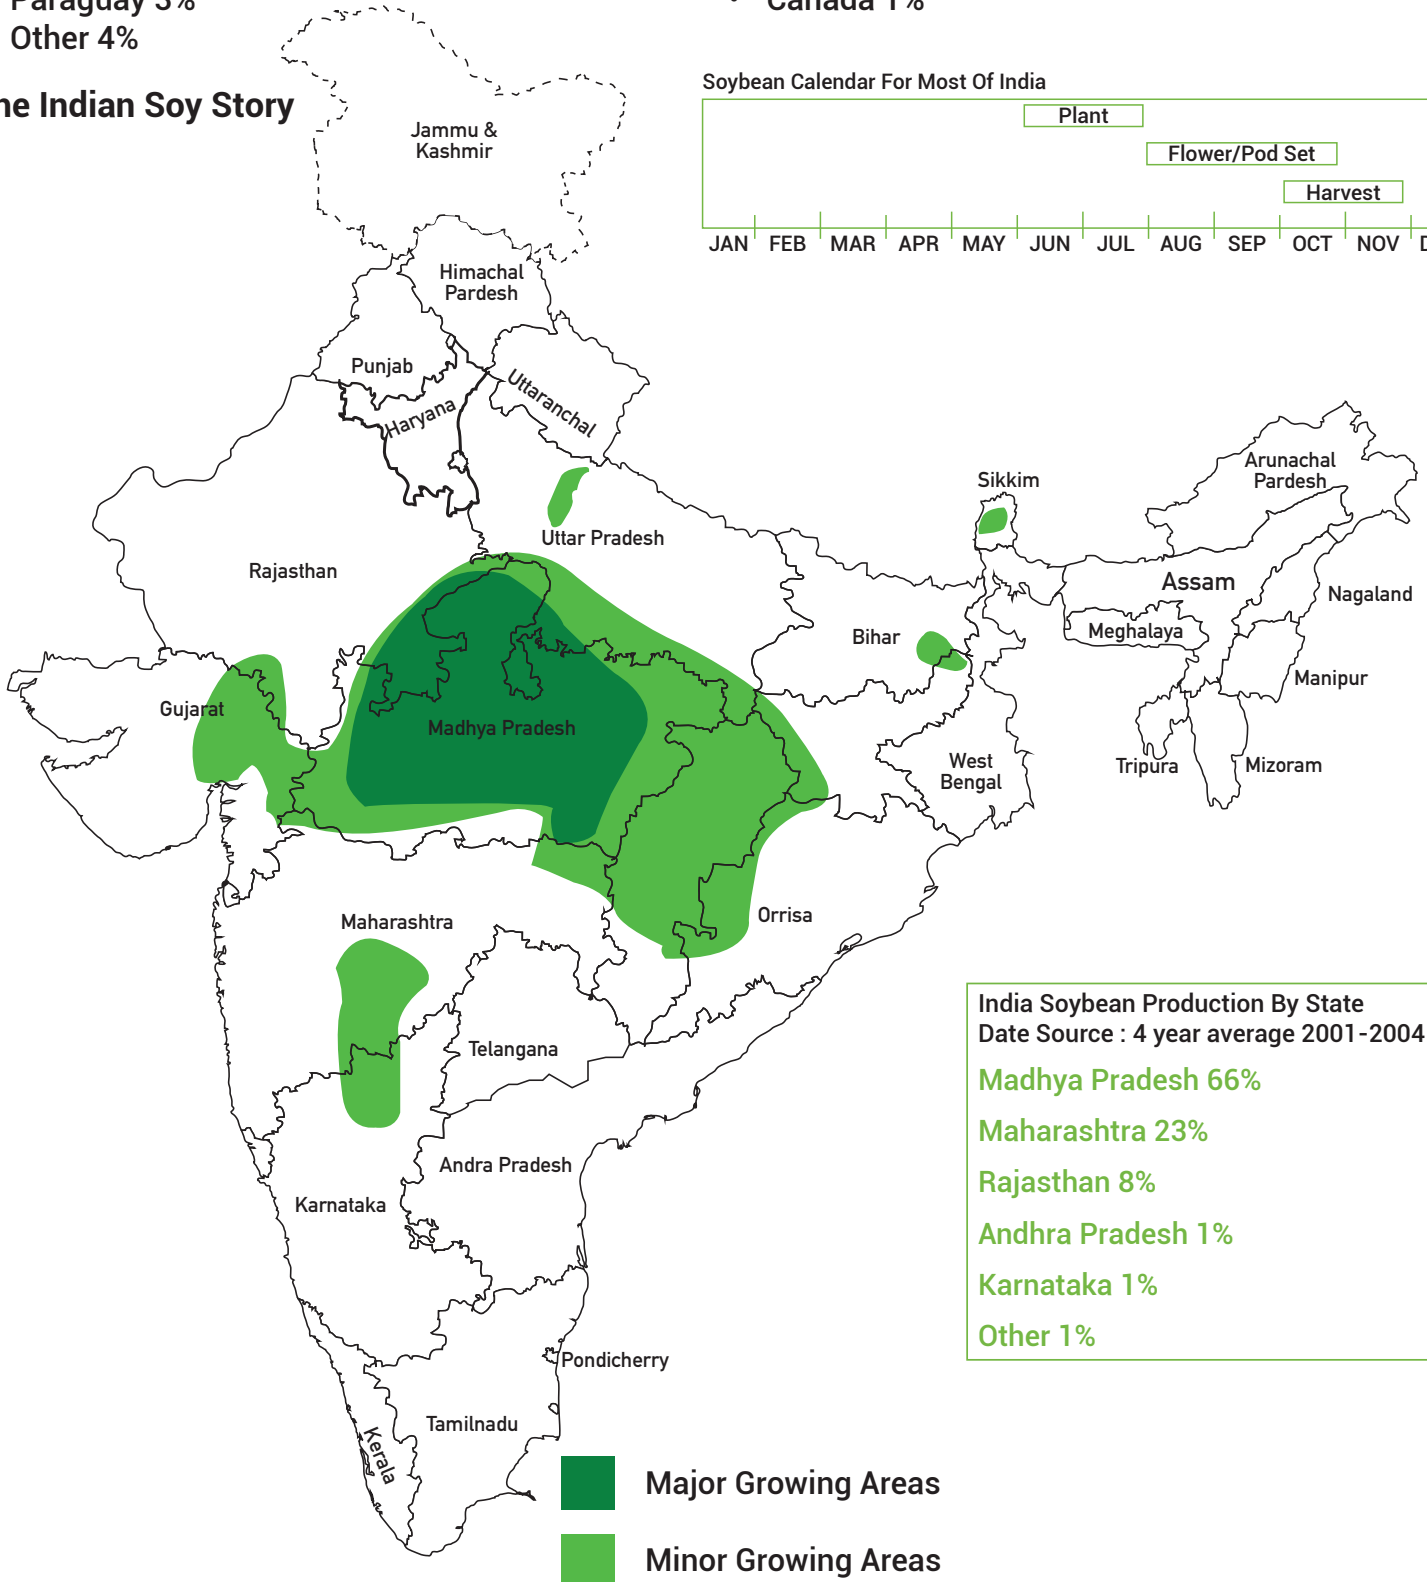 Paraguay 3%
Other 4%
• Canada 1%
he Indian Soy Story
Soybean Calendar For Most Of India
Plant
Flower/Pod Set
Harvest
JAN FEB MAR APR MAY JUN JUL AUG SEP OCT NOV D
Jammu &
Kashmir
Himachal
Pardesh
Punjab
Haryana
Uttaranchal
Arunachal
Pardesh
Sikkim
Uttar Pradesh
Rajasthan
Assam
Nagaland
Bihar
Meghalaya
Manipur
Gujarat
Madhya Pradesh
West
Bengal
Tripura
Mizoram
Maharashtra
Orrisa
Telangana
Andra Pradesh
Karnataka
Pondicherry
Tamilnadu
Kerala
India Soybean Production By State
Date Source : 4 year average 2001-2004
Madhya Pradesh 66%
Maharashtra 23%
Rajasthan 8%
Andhra Pradesh 1%
Karnataka 1%
Other 1%
Major Growing Areas
Minor Growing Areas